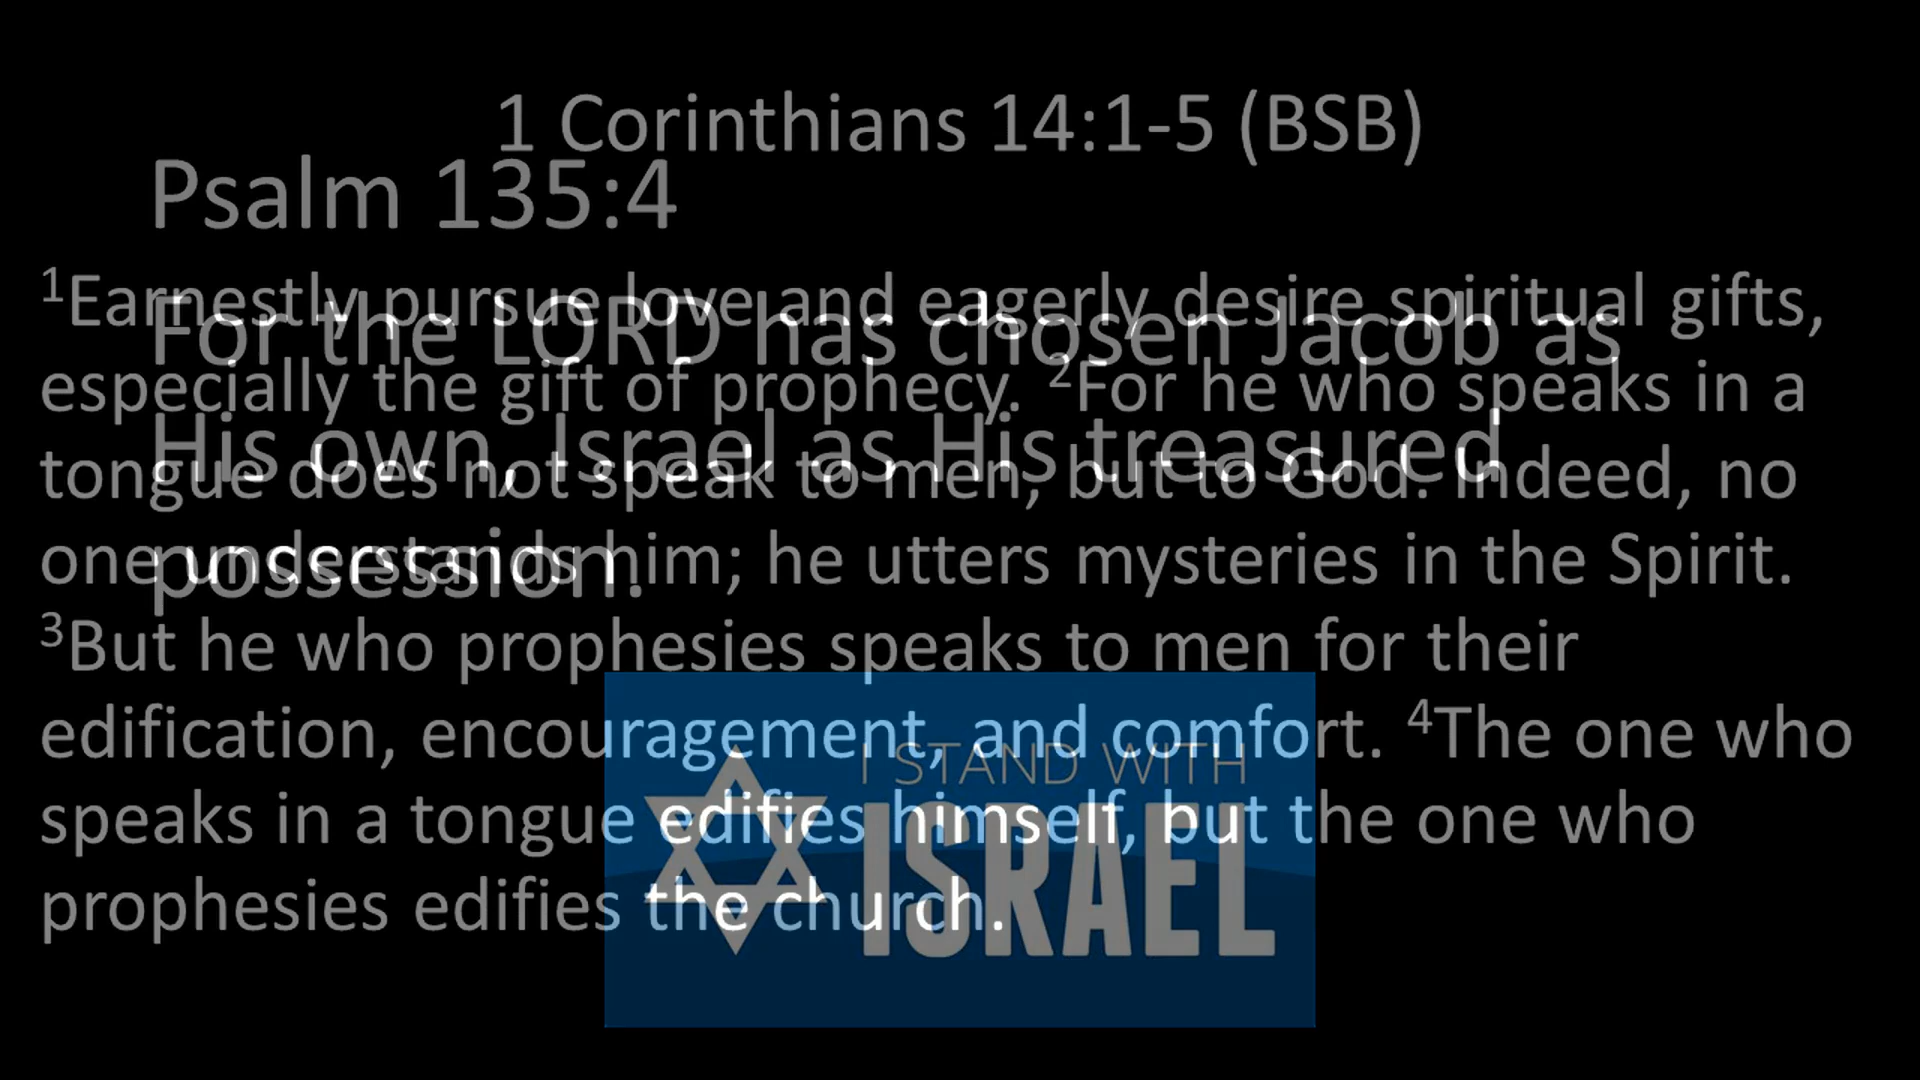 1 Corinthians 14:1-5 (BSB)
Psalm 135:4
¹Earnestly pursue love and eagerly desire spiritual gifts,
For the LORD has chosen Jacob as
especially the gift of prophecy. ²For he who speaks in a
His own, Israel as His treasured
tongue does not speak to men, but to God. Indeed, no
one understands him; he utters mysteries in the Spirit.
possession.
³But he who prophesies speaks to men for their
edification, encouragement, and comfort. ⁴The one who
I STAND WITH
speaks in a tongue edifies himself, but the one who
ISRAEL
prophesies edifies the church.